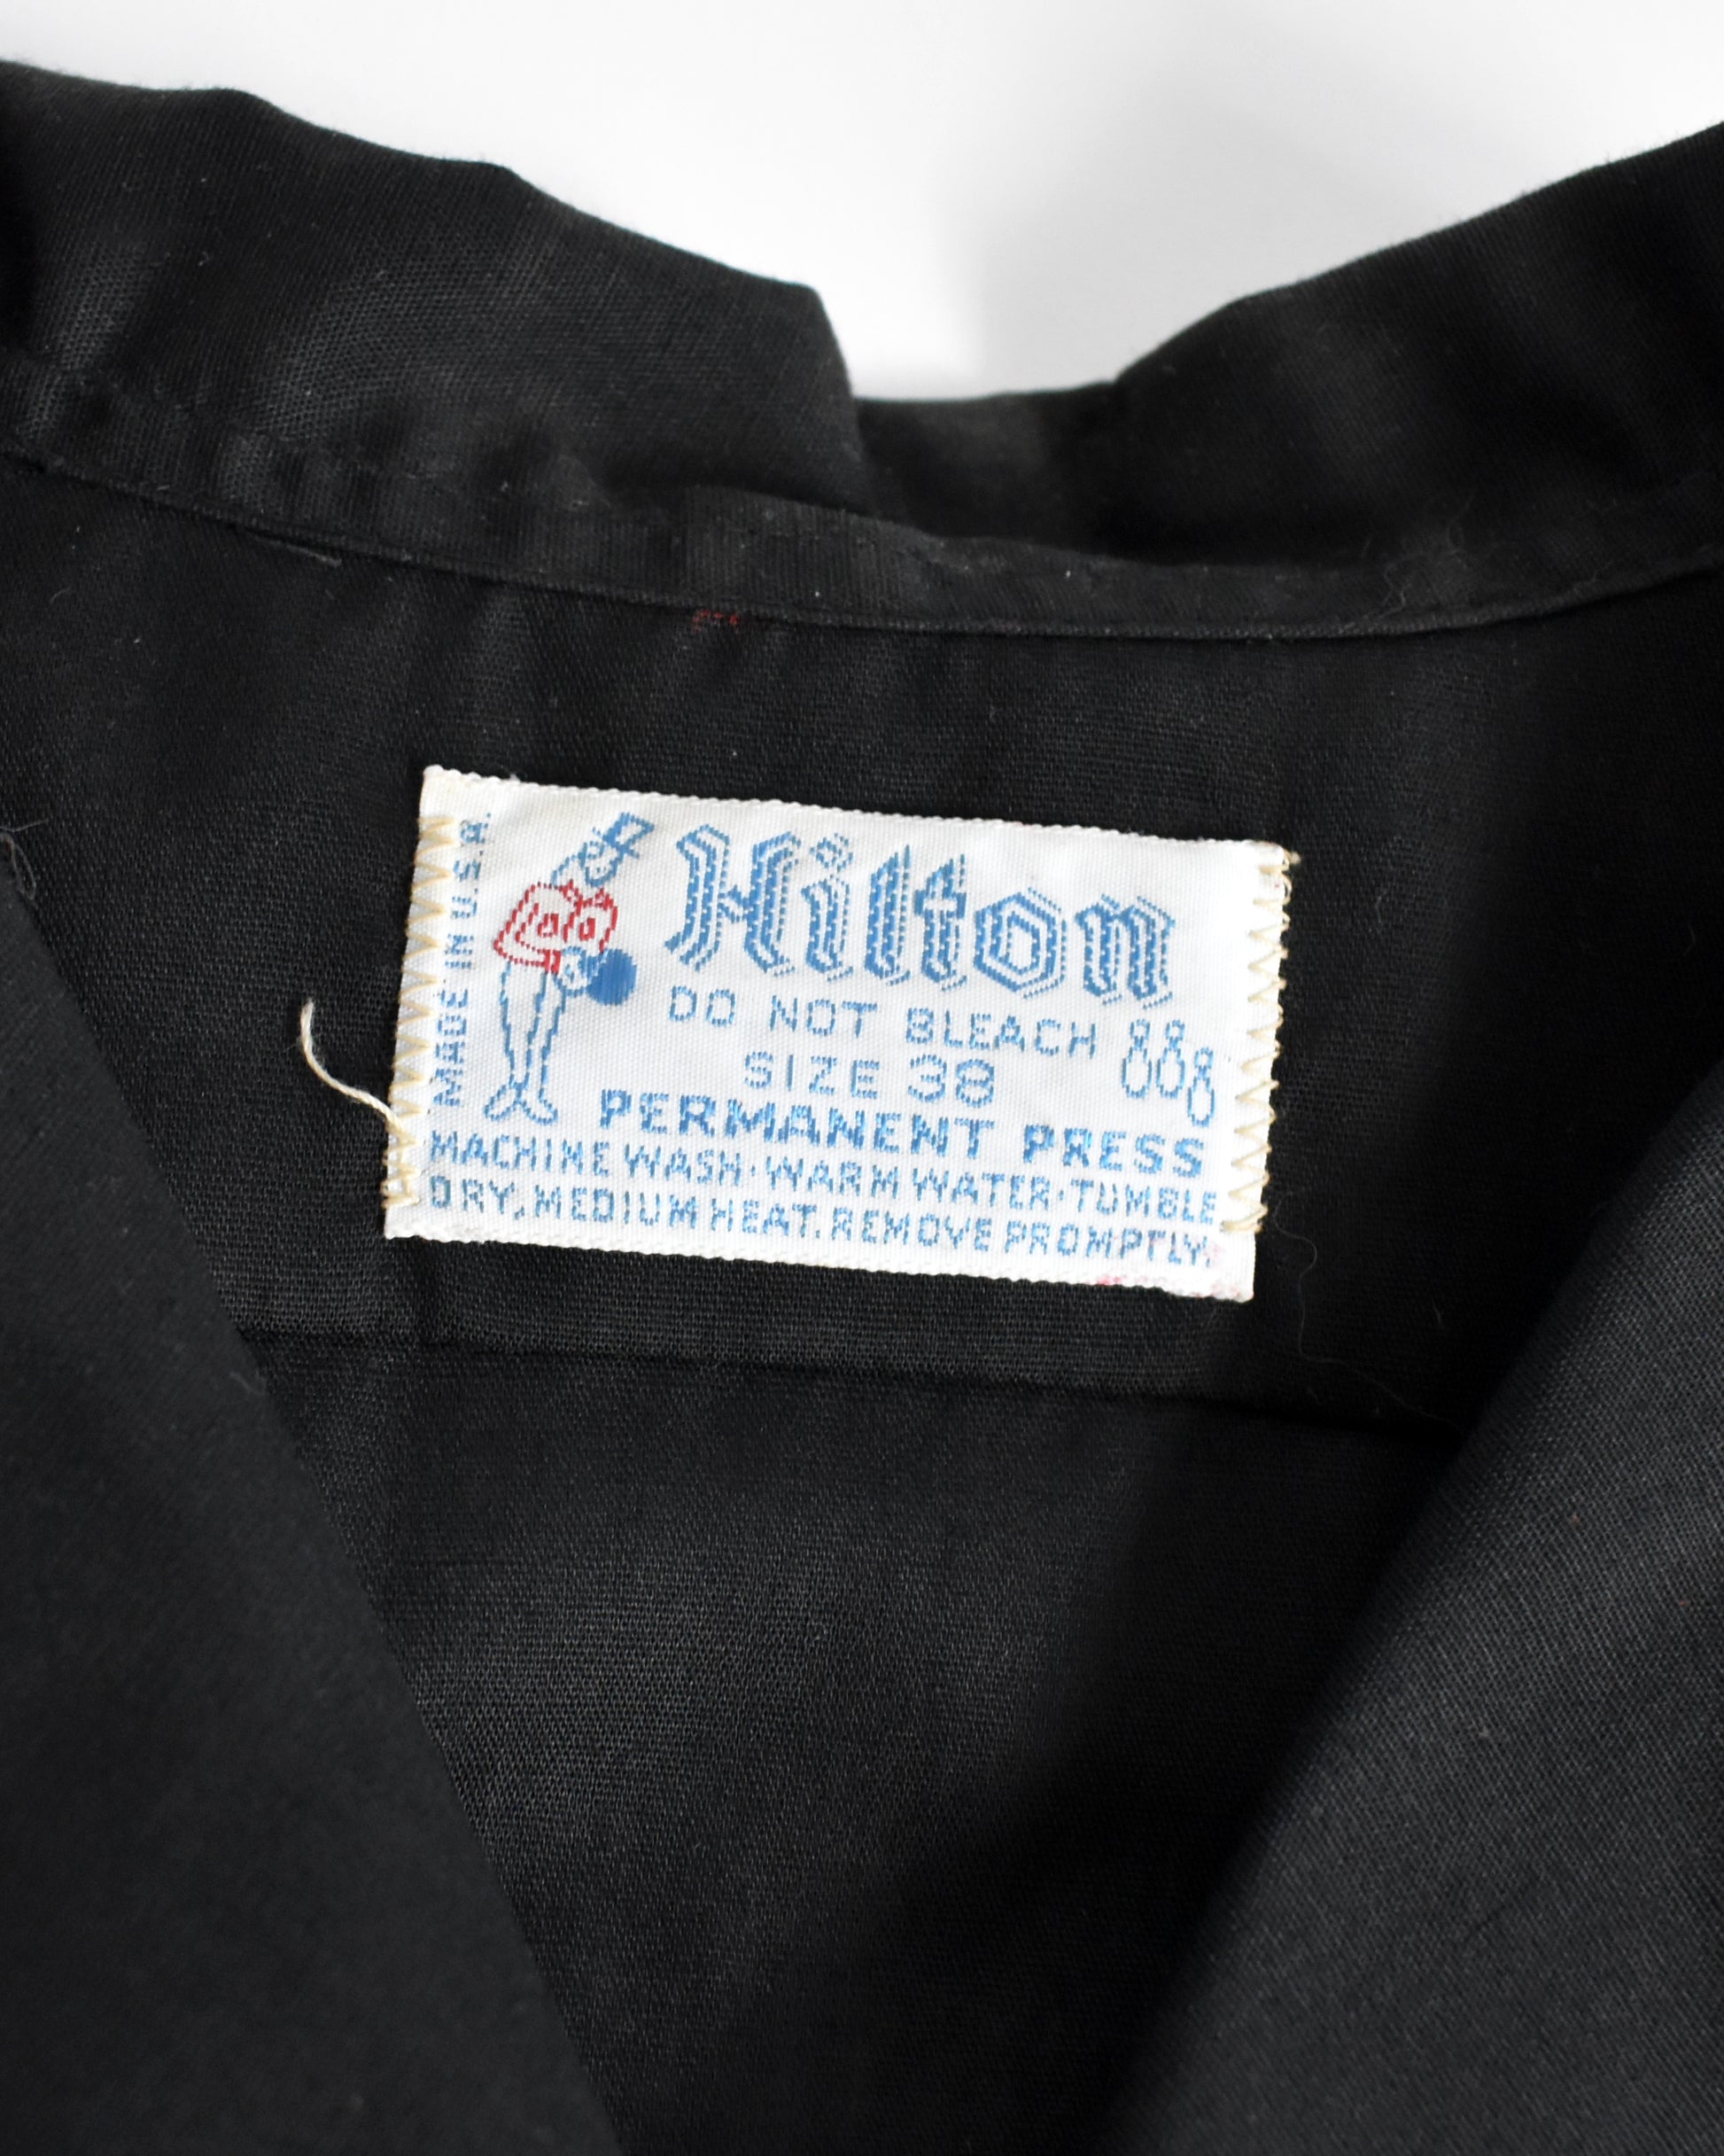 MADE IN U.S.A.
Hilton
DO NOT BLEACH
SIZE 38
PERMANENT PRESS
MACHINE WASH·WARM WATER·TUMBLE
DRY, MEDIUM HEAT. REMOVE PROMPTLY.